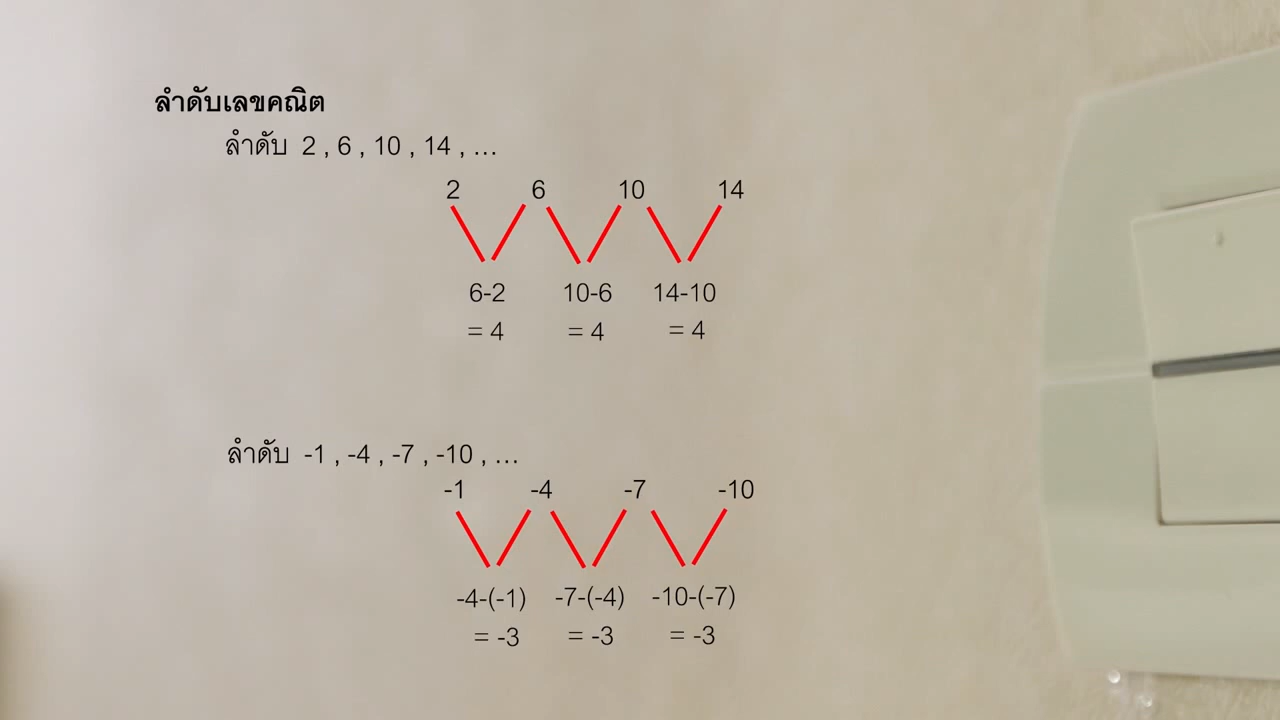 ลำดับเลขคณิต
ลำดับ 2 , 6 , 10 , 14 , ...
2 6 10 14
6-2 10-6 14-10
= 4 = 4 = 4
ลำดับ -1 , -4 , -7 , -10 , ...
-1 -4 -7 -10
-4-(-1) -7-(-4) -10-(-7)
= -3 = -3 = -3